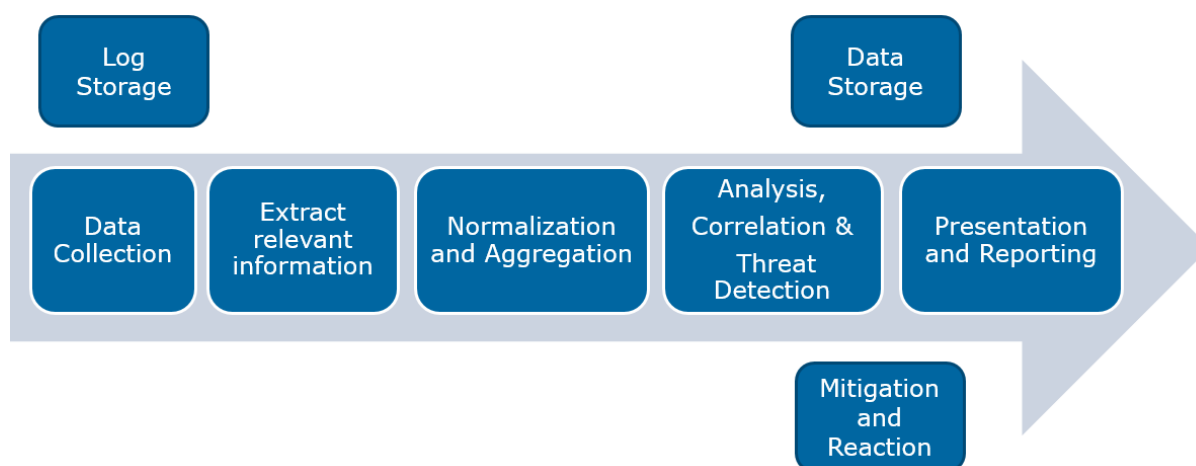 Log
Storage
Data
Storage
Data
Collection
Extract
relevant
information
Normalization
and Aggregation
Analysis,
Correlation &
Threat
Detection
Presentation
and Reporting
Mitigation
and
Reaction